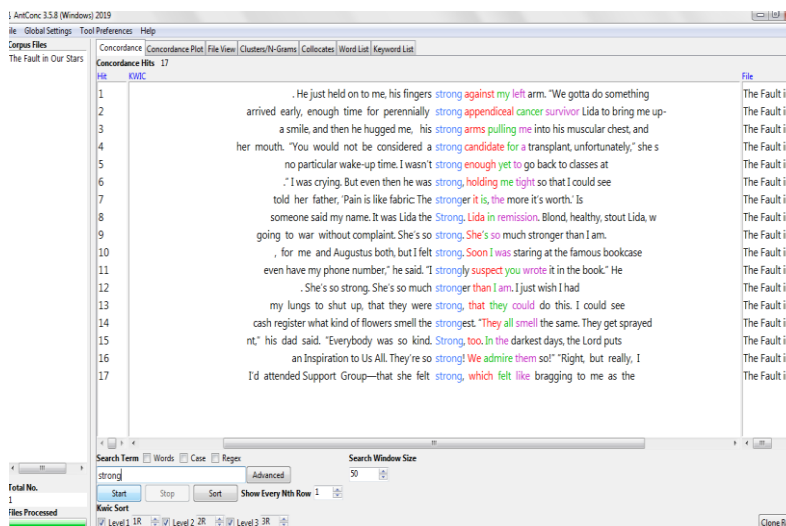 AntConc 3.5.8 (Windows) 2019
ile Global Settings Tool Preferences Help
Corpus Files
The Fault in Our Stars
Concordance Concordance Plot File View Clusters/N-Grams Collocates Word List Keyword List
Concordance Hits 17
Hit KWIC File
1 . He just held on to me, his fingers strong against my left arm. "We gotta do something The Fault i
2 arrived early, enough time for perennially strong appendiceal cancer survivor Lida to bring me up- The Fault i
3 a smile, and then he hugged me, his strong arms pulling me into his muscular chest, and The Fault i
4 her mouth. "You would not be considered a strong candidate for a transplant, unfortunately," she s The Fault i
5 no particular wake-up time. I wasn't strong enough yet to go back to classes at The Fault i
6 ." I was crying. But even then he was strong, holding me tight so that I could see The Fault i
7 told her father, 'Pain is like fabric: The stronger it is, the more it's worth.' Is The Fault i
8 someone said my name. It was Lida the Strong. Lida in remission. Blond, healthy, stout Lida, w The Fault i
9 going to war without complaint. She's so strong. She's so much stronger than I am. The Fault i
10 , for me and Augustus both, but I felt strong. Soon I was staring at the famous bookcase The Fault i
11 even have my phone number," he said. "I strongly suspect you wrote it in the book." He The Fault i
12 . She's so strong. She's so much stronger than I am. I just wish I had The Fault i
13 my lungs to shut up, that they were strong, that they could do this. I could see The Fault i
14 cash register what kind of flowers smell the strongest. "They all smell the same. They get sprayed The Fault i
15 nt," his dad said. "Everybody was so kind. Strong, too. In the darkest days, the Lord puts The Fault i
16 an Inspiration to Us All. They're so strong! We admire them so!" "Right, but really, I The Fault i
17 I'd attended Support Group—that she felt strong, which felt like bragging to me as the The Fault i
Search Term Words Case Regex Search Window Size
strong Advanced 50
Total No.
1
Start Stop Sort Show Every Nth Row 1
Files Processed
Kwic Sort
Level 1 1R Level 2 2R Level 3 3R Clone R